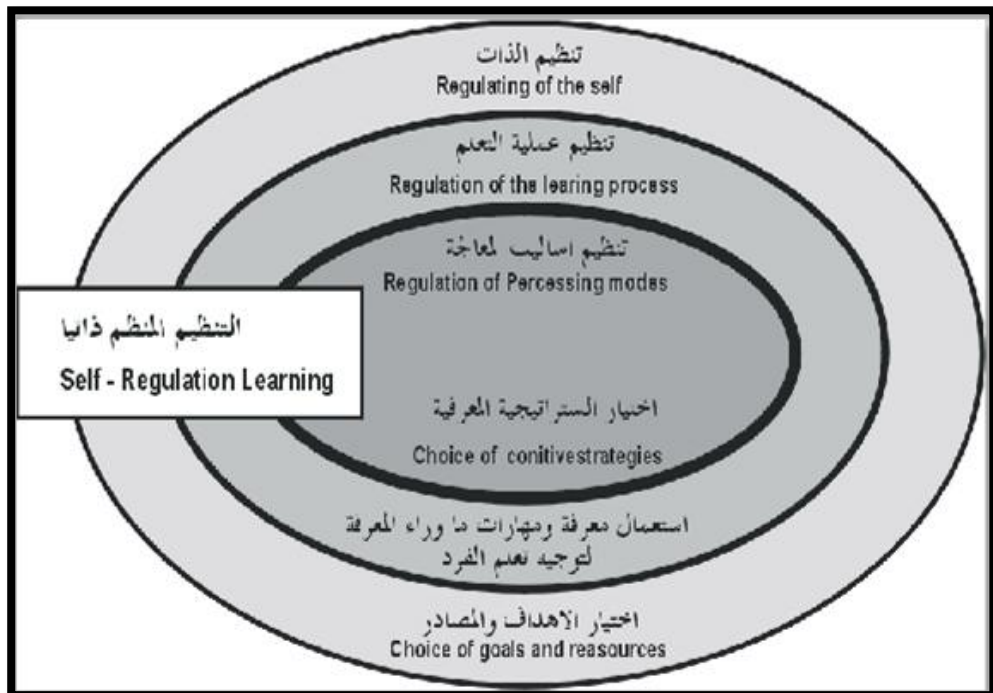 تنظيم الذات
Regulating of the self
تنظيم عملية التعلم
Regulation of the learing process
تنظيم اساليب لمعالجة
Regulation of Percessing modes
التنظيم المنظم ذاتيا
Self - Regulation Learning
اختيار الستراتيجية المعرفية
Choice of conitivestrategies
استعمال معرفة ومهارات ما وراء المعرفة
لتوجيه تعلم الفرد
اختيار الاهداف والمصادر
Choice of goals and reasources